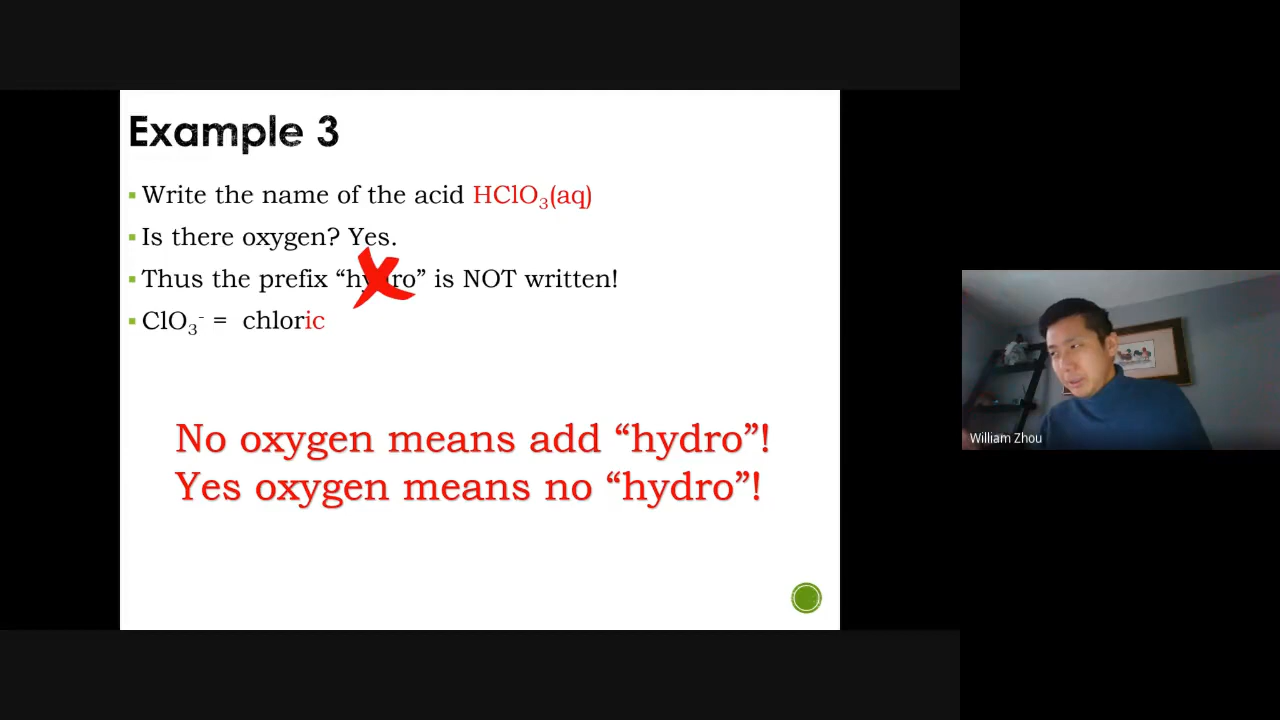 Example 3
▪ Write the name of the acid HClO₃(aq)
▪ Is there oxygen? Yes.
▪ Thus the prefix “hydro” is NOT written!
▪ ClO₃⁻ = chloric
No oxygen means add “hydro”!
Yes oxygen means no “hydro”!
William Zhou